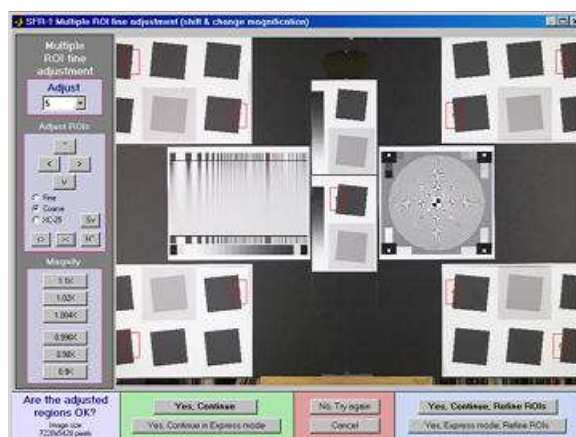 SFR-1 Multiple ROI fine adjustment (shift & change magnification)
Multiple
ROI fine
adjustment
Adjust
5
Adjust ROIs
^
< >
v
Fine
Coarse
XC-25
Sv
<> ><
Magnify
1.1X
1.02X
1.004X
0.996X
0.98X
0.9X
Are the adjusted
regions OK?
Image size
7228x5428 pixels
Yes, Continue
Yes, Continue in Express mode
No, Try again
Cancel
Yes, Continue, Refine ROIs
Yes, Express mode, Refine ROIs